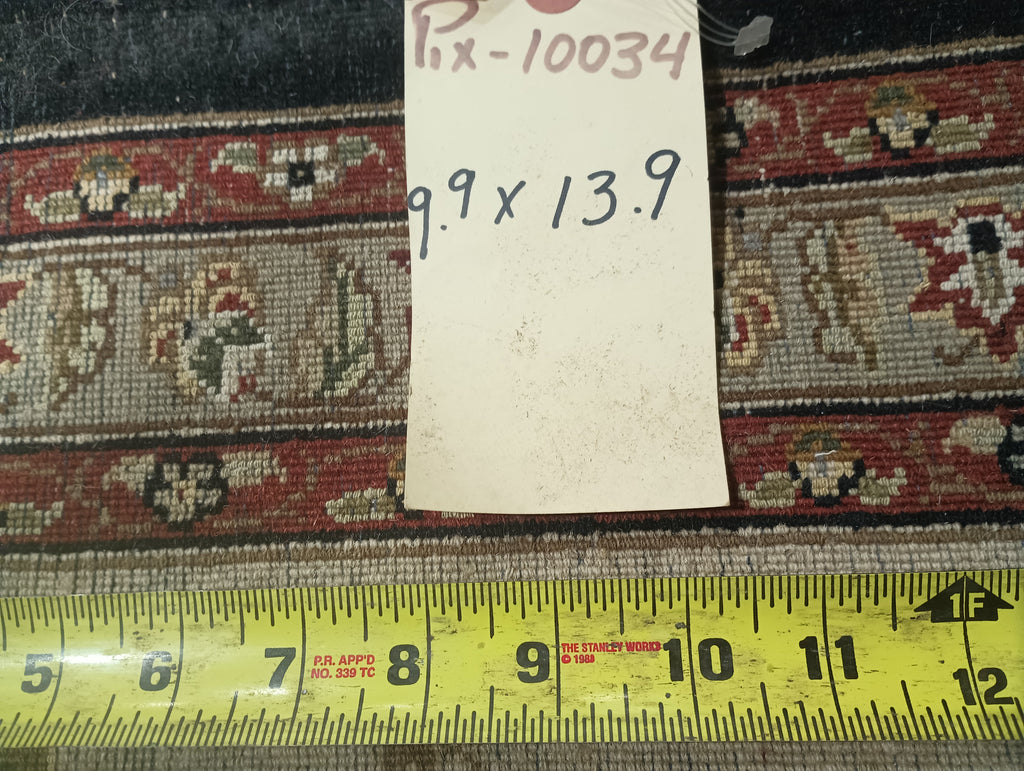 Pix-10034
9.9 x 13.9
1F
5 6 7 8 9 10 11 12
P.R. APP'D
NO. 339 TC
THE STANLEY WORKS
© 1988